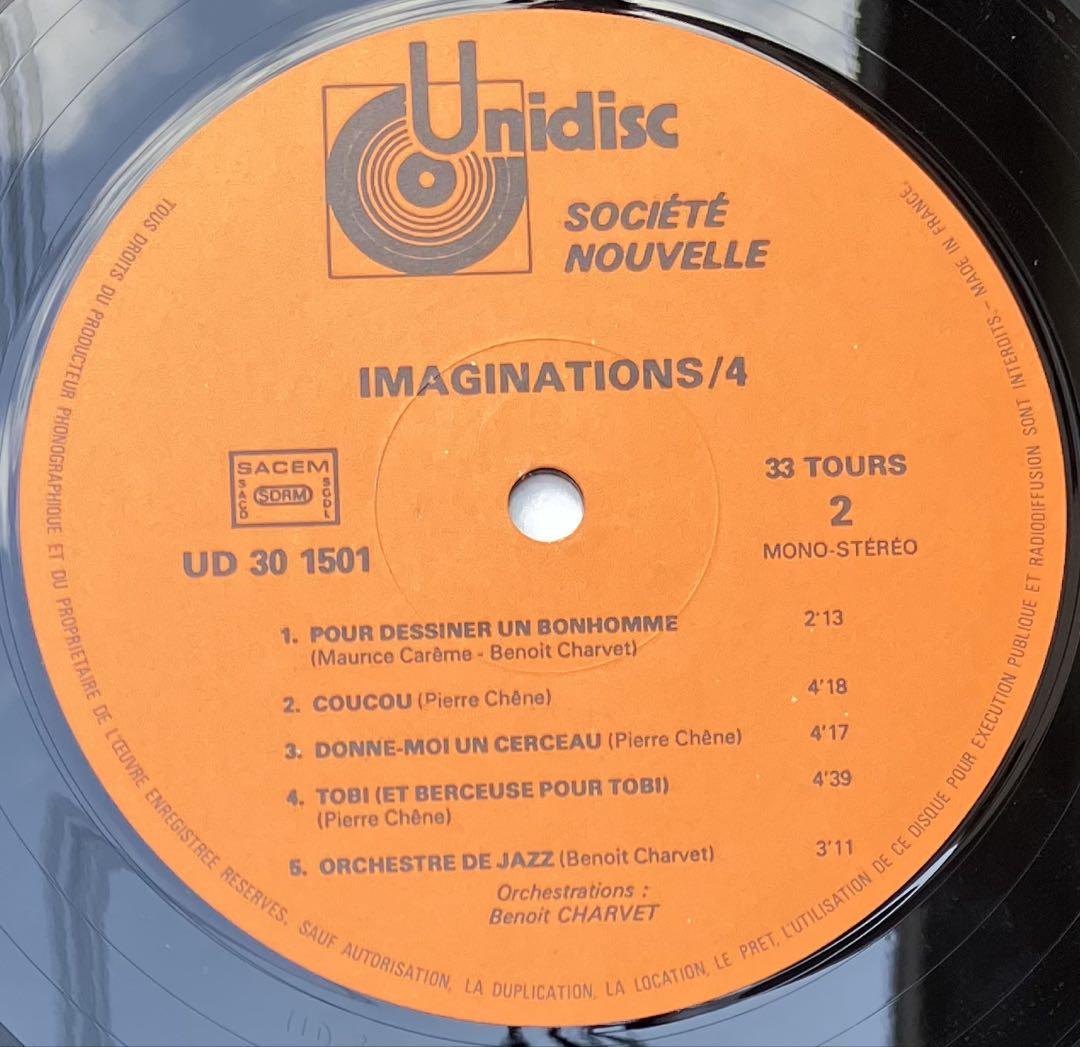 Unidisc
SOCIÉTÉ
NOUVELLE
IMAGINATIONS/4
SACEM
SACD
SDRM
SGDL
UD 30 1501
33 TOURS
2
MONO-STÉRÉO
1. POUR DESSINER UN BONHOMME 2'13
(Maurice Carême - Benoit Charvet)
2. COUCOU (Pierre Chêne) 4'18
3. DONNE-MOI UN CERCEAU (Pierre Chêne) 4'17
4. TOBI (ET BERCEUSE POUR TOBI) 4'39
(Pierre Chêne)
5. ORCHESTRE DE JAZZ (Benoit Charvet) 3'11
Orchestrations :
Benoit CHARVET
TOUS DROITS DU PRODUCTEUR PHONOGRAPHIQUE ET DU PROPRIETAIRE DE L'ŒUVRE ENREGISTREE RESERVES. SAUF AUTORISATION, LA DUPLICATION, LA LOCATION, LE PRET, L'UTILISATION DE CE DISQUE POUR EXECUTION PUBLIQUE ET RADIODIFFUSION SONT INTERDITS. - MADE IN FRANCE.